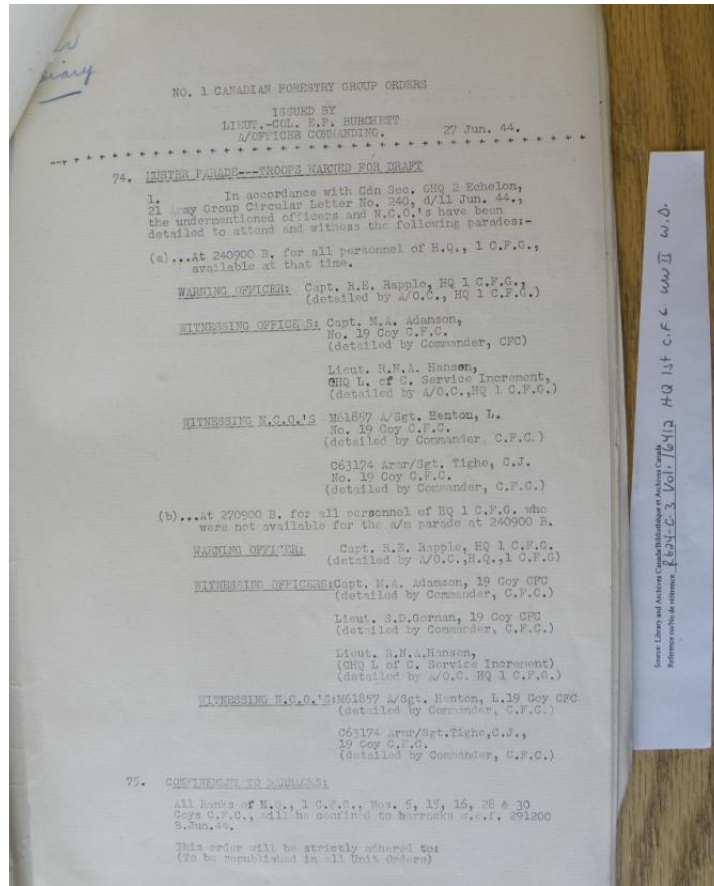 Diary
NO. 1 CANADIAN FORESTRY GROUP ORDERS
ISSUED BY
LIEUT.-COL. E.P. BURCHETT
A/OFFICER COMMANDING.
27 Jun. 44.
74. MUSTER PARADE---TROOPS WARNED FOR DRAFT
1. In accordance with Cdn Sec. GHQ 2 Echelon,
21 Army Group Circular Letter No. 240, d/11 Jun. 44.,
the undermentioned officers and N.C.O.'s have been
detailed to attend and witness the following parades:-
(a)...At 240900 B. for all personnel of H.Q., 1 C.F.G.,
available at that time.
WARNING OFFICER: Capt. R.E. Rapple, HQ 1 C.F.G.,
(detailed by A/O.C., HQ 1 C.F.G.)
WITNESSING OFFICE S: Capt. M.A. Adamson,
No. 19 Coy C.F.C.
(detailed by Commander, CFC)
Lieut. R.N.A. Hanson,
GHQ L. of C. Service Increment,
(detailed by A/O.C.,HQ 1 C.F.G.)
WITNESSING N.C.O.'S M61857 A/Sgt. Henton, L.
No. 19 Coy C.F.C.
(detailed by Commander, C.F.C.)
C63174 Armr/Sgt. Tighe, C.J.
No. 19 Coy C.F.C.
(detailed by Commander, C.F.C.)
(b)...At 270900 B. for all personnel of HQ 1 C.F.G. who
were not available for the a/m parade at 240900 B.
WARNING OFFICER: Capt. R.E. Rapple, HQ 1 C.F.G.
(detailed by A/O.C.,H.Q.,1 C.F.G)
WITNESSING OFFICERS:Capt. M.A. Adamson, 19 Coy CFC
(detailed by Commander, C.F.C.)
Lieut. S.D.Gorman, 19 Coy CFC
(detailed by Commander, C.F.C.)
Lieut. R.N.A.Hanson,
(GHQ L of C. Service Increment)
(detailed by A/O.C. HQ 1 C.F.G.)
WITNESSING N.C.O.'S:M61857 A/Sgt. Henton, L.19 Coy CFC
(detailed by Commander, C.F.C.)
C63174 Armr/Sgt.Tighe,C.J.,
19 Coy C.F.C.
(detailed by Commander, C.F.C.)
75. CONFINEMENT TO BARRACKS:
All Ranks of H.Q., 1 C.F.G., Nos. 5, 15, 16, 28 & 30
Coys C.F.C., will be confined to barrocks w.e.f. 291200
B.Jun.44.
This order will be strictly adhered to:
(To be republished in all Unit Orders)
Source: Library and Archives Canada/Bibliothèque et Archives Canada
Reference no/No de référence R624-C-3 Vol: 16412 HQ 1st C.F.C WW II W.D.